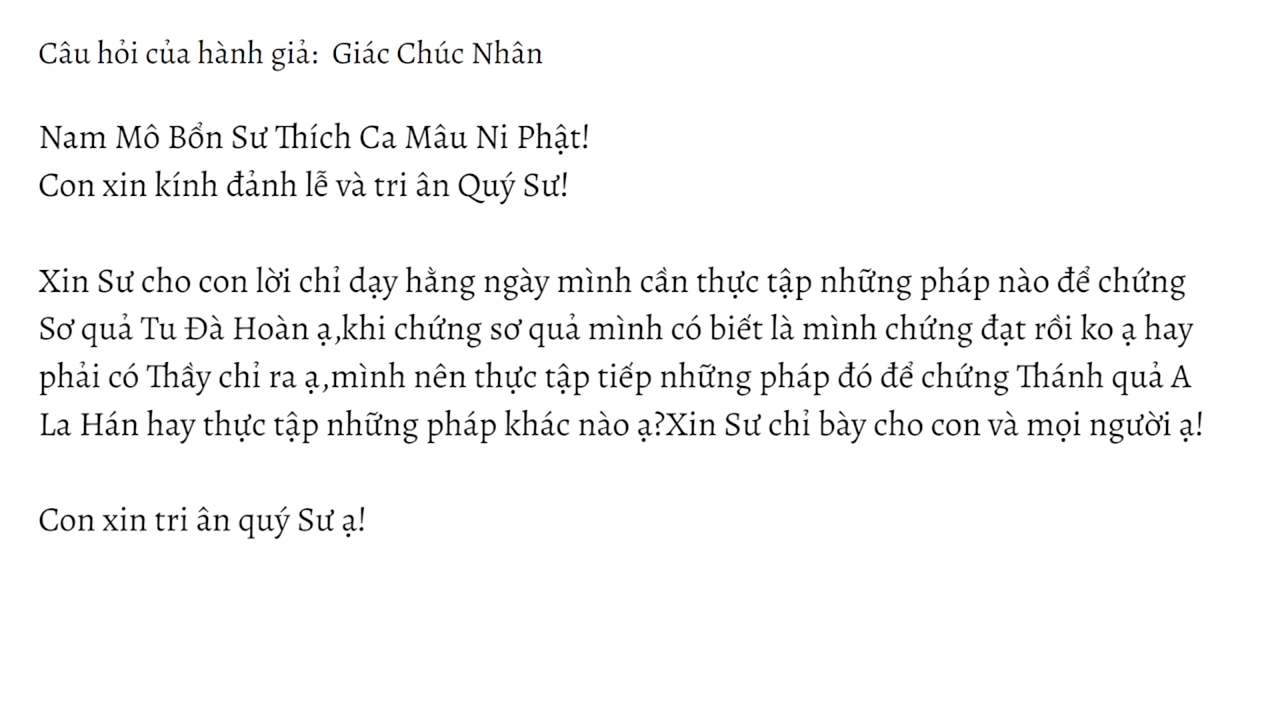 Câu hỏi của hành giả: Giác Chúc Nhân
Nam Mô Bổn Sư Thích Ca Mâu Ni Phật!
Con xin kính đảnh lễ và tri ân Quý Sư!
Xin Sư cho con lời chỉ dạy hằng ngày mình cần thực tập những pháp nào để chứng
Sơ quả Tu Đà Hoàn ạ,khi chứng sơ quả mình có biết là mình chứng đạt rồi ko ạ hay
phải có Thầy chỉ ra ạ,mình nên thực tập tiếp những pháp đó để chứng Thánh quả A
La Hán hay thực tập những pháp khác nào ạ?Xin Sư chỉ bày cho con và mọi người ạ!
Con xin tri ân quý Sư ạ!